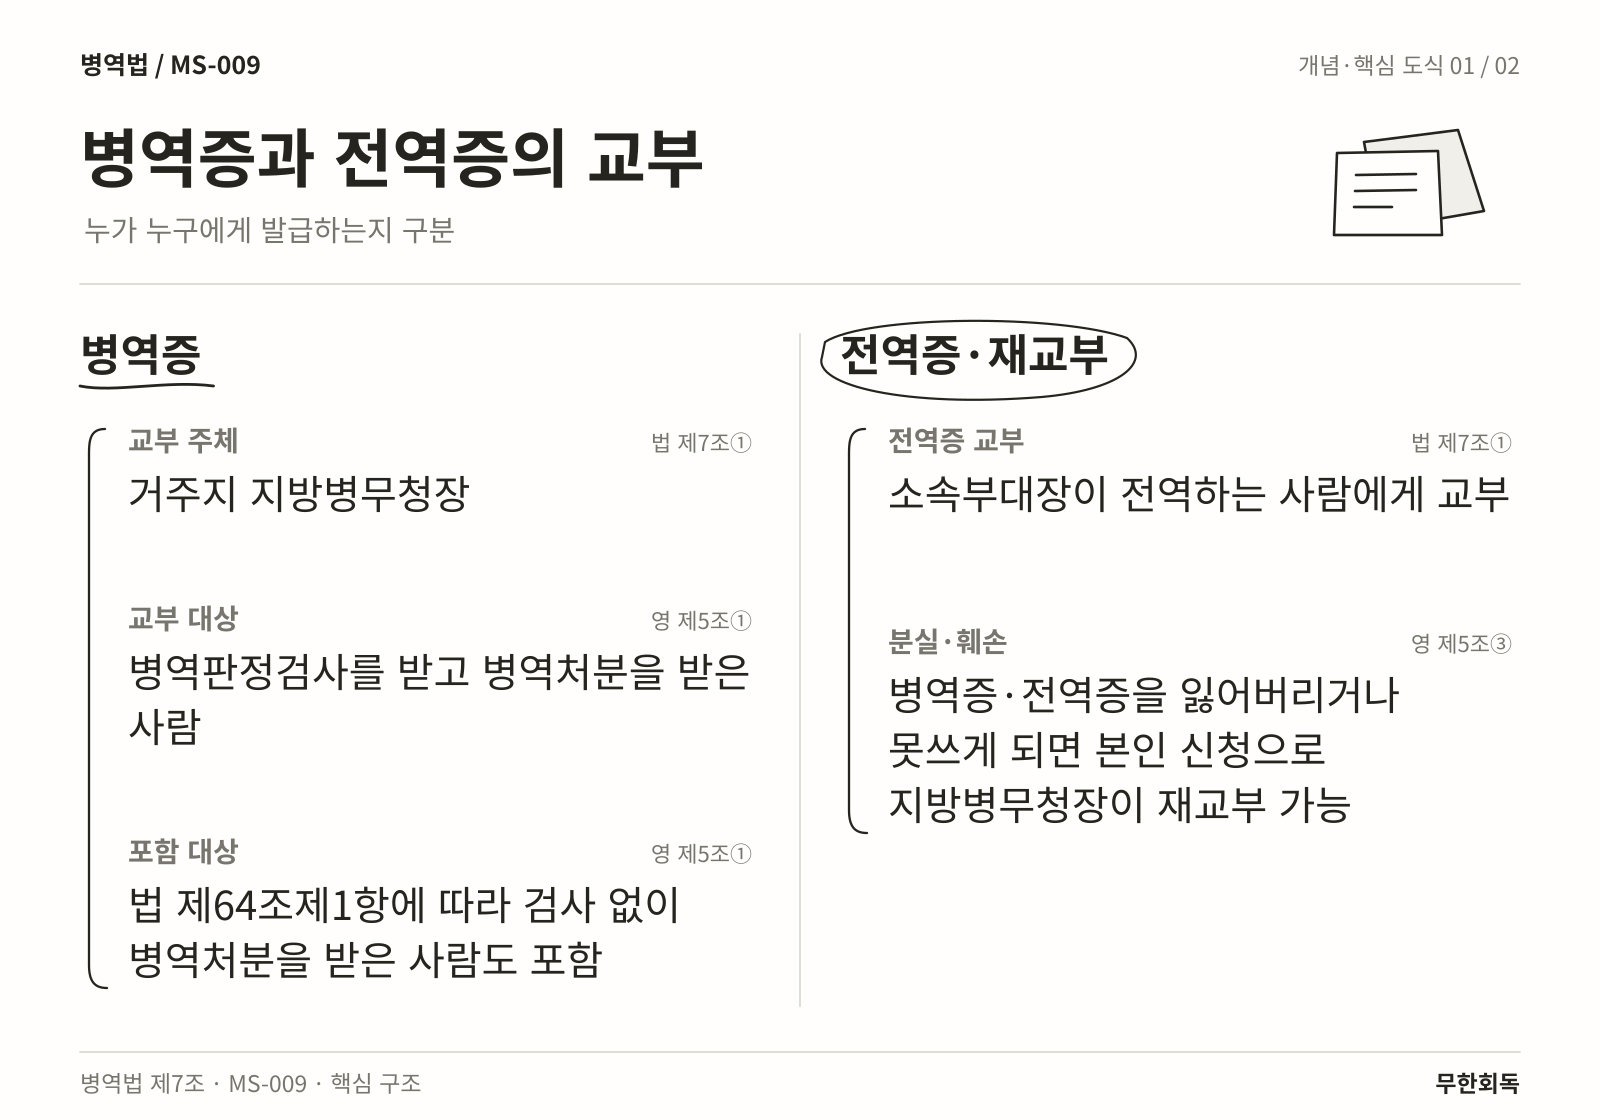 병역법 / MS-009
개념·핵심 도식 01 / 02
병역증과 전역증의 교부
누가 누구에게 발급하는지 구분
병역증
교부 주체
법 제7조①
거주지 지방병무청장
교부 대상
영 제5조①
병역판정검사를 받고 병역처분을 받은
사람
포함 대상
영 제5조①
법 제64조제1항에 따라 검사 없이
병역처분을 받은 사람도 포함
전역증·재교부
전역증 교부
법 제7조①
소속부대장이 전역하는 사람에게 교부
분실·훼손
영 제5조③
병역증·전역증을 잃어버리거나
못쓰게 되면 본인 신청으로
지방병무청장이 재교부 가능
병역법 제7조 · MS-009 · 핵심 구조
무한회독